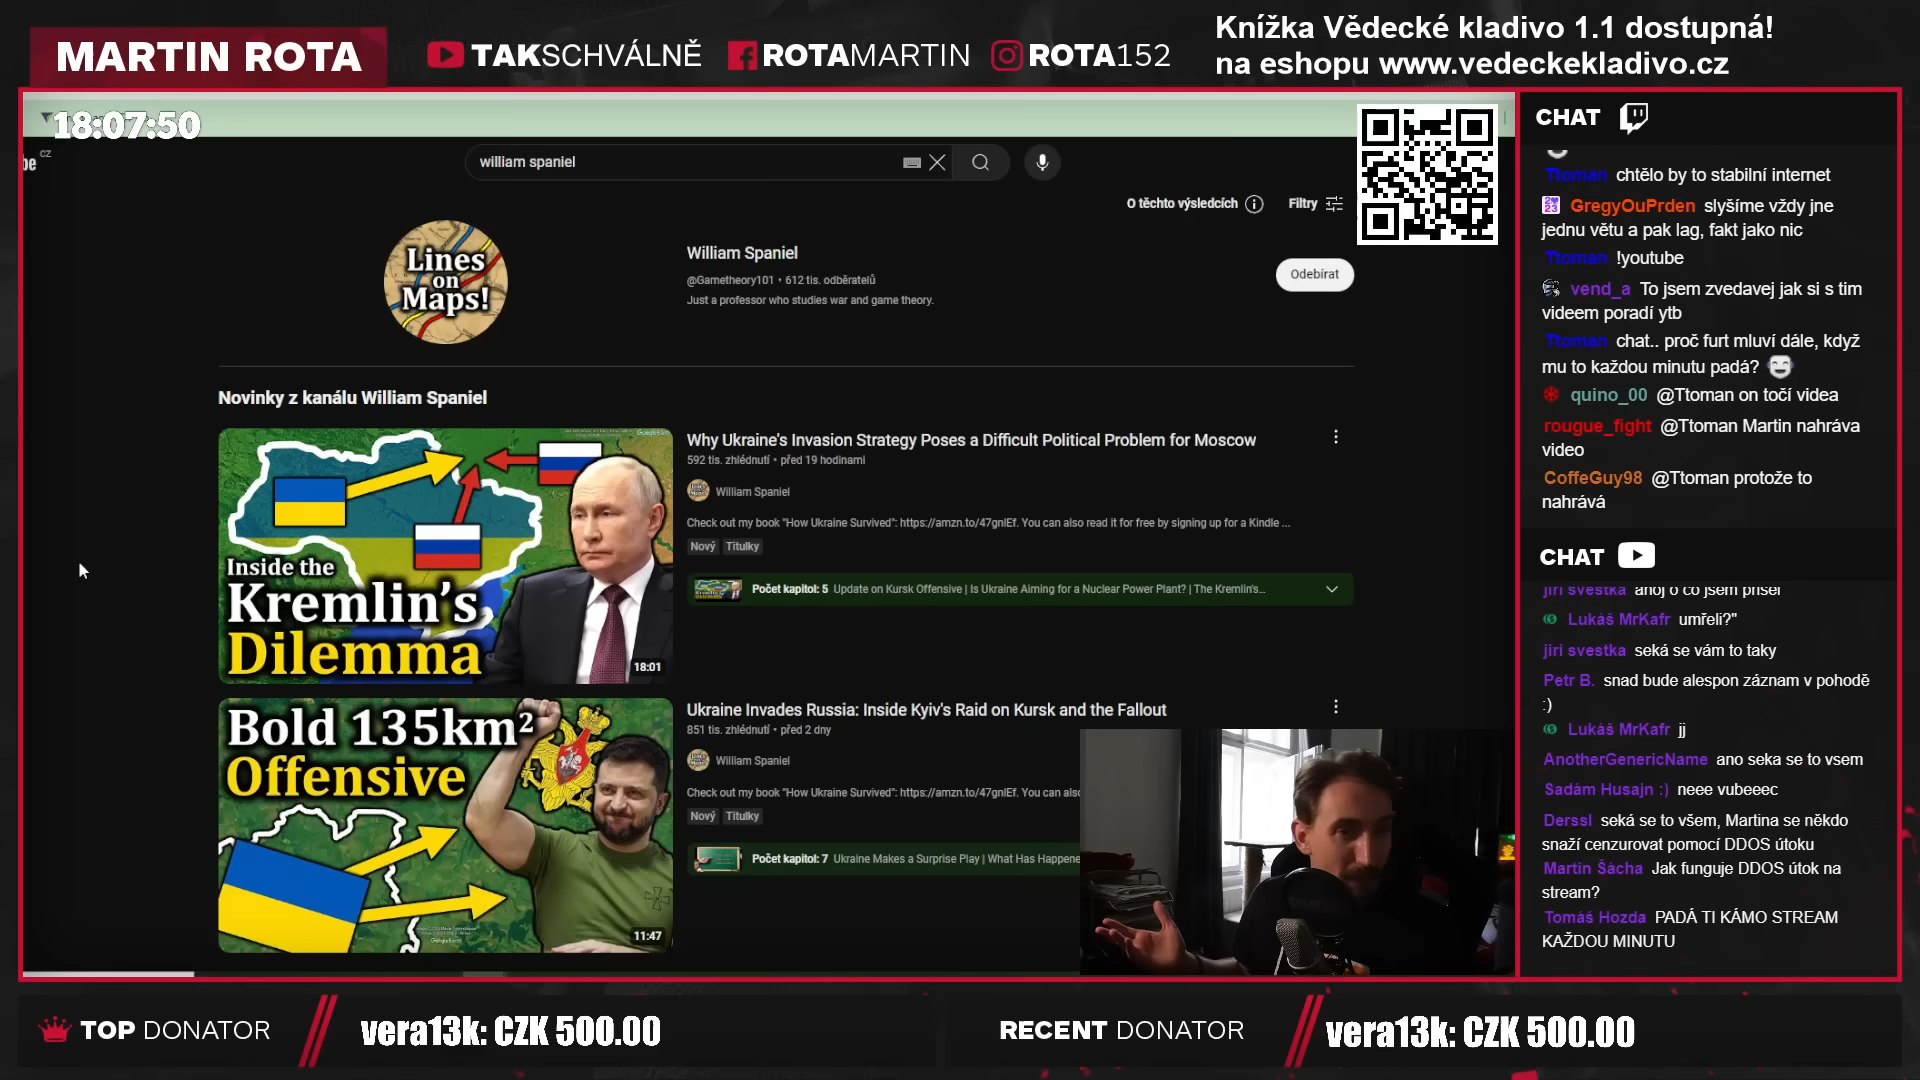 MARTIN ROTA
TAKSCHVÁLNĚ
ROTAMARTIN
ROTA152
Knížka Vědecké kladivo 1.1 dostupná!
na eshopu www.vedeckekladivo.cz
18:07:50
be CZ
william spaniel
O těchto výsledcích
Filtry
Lines
on
Maps!
William Spaniel
@Gametheory101 • 612 tis. odběratelů
Just a professor who studies war and game theory.
Odebírat
Novinky z kanálu William Spaniel
Inside the
Kremlin's
Dilemma
18:01
Why Ukraine's Invasion Strategy Poses a Difficult Political Problem for Moscow
592 tis. zhlédnutí • před 19 hodinami
William Spaniel
Check out my book "How Ukraine Survived": https://amzn.to/47gnlEf. You can also read it for free by signing up for a Kindle ...
Nový Titulky
Počet kapitol: 5 Update on Kursk Offensive | Is Ukraine Aiming for a Nuclear Power Plant? | The Kremlin's...
Bold 135km²
Offensive
11:47
Ukraine Invades Russia: Inside Kyiv's Raid on Kursk and the Fallout
851 tis. zhlédnutí • před 2 dny
William Spaniel
Check out my book "How Ukraine Survived": https://amzn.to/47gnlEf. You can also
Nový Titulky
Počet kapitol: 7 Ukraine Makes a Surprise Play | What Has Happene
CHAT
Ttoman chtělo by to stabilní internet
GregyOuPrden slyšíme vždy jne
jednu větu a pak lag, fakt jako nic
Ttoman !youtube
vend_a To jsem zvedavej jak si s tim
videem poradí ytb
Ttoman chat.. proč furt mluví dále, když
mu to každou minutu padá?
quino_00 @Ttoman on točí videa
rougue_fight @Ttoman Martin nahráva
video
CoffeGuy98 @Ttoman protože to
nahrává
CHAT
jiri svestka ahoj o co jsem prisel
Lukáš MrKafr umřeli?"
jiri svestka seká se vám to taky
Petr B. snad bude alespon záznam v pohodě
:)
Lukáš MrKafr jj
AnotherGenericName ano seka se to vsem
Sadám Husajn :) neee vubeeec
Derssl seká se to všem, Martina se někdo
snaží cenzurovat pomocí DDOS útoku
Martin Šácha Jak funguje DDOS útok na
stream?
Tomáš Hozda PADÁ TI KÁMO STREAM
KAŽDOU MINUTU
TOP DONATOR
vera13k: CZK 500.00
RECENT DONATOR
vera13k: CZK 500.00